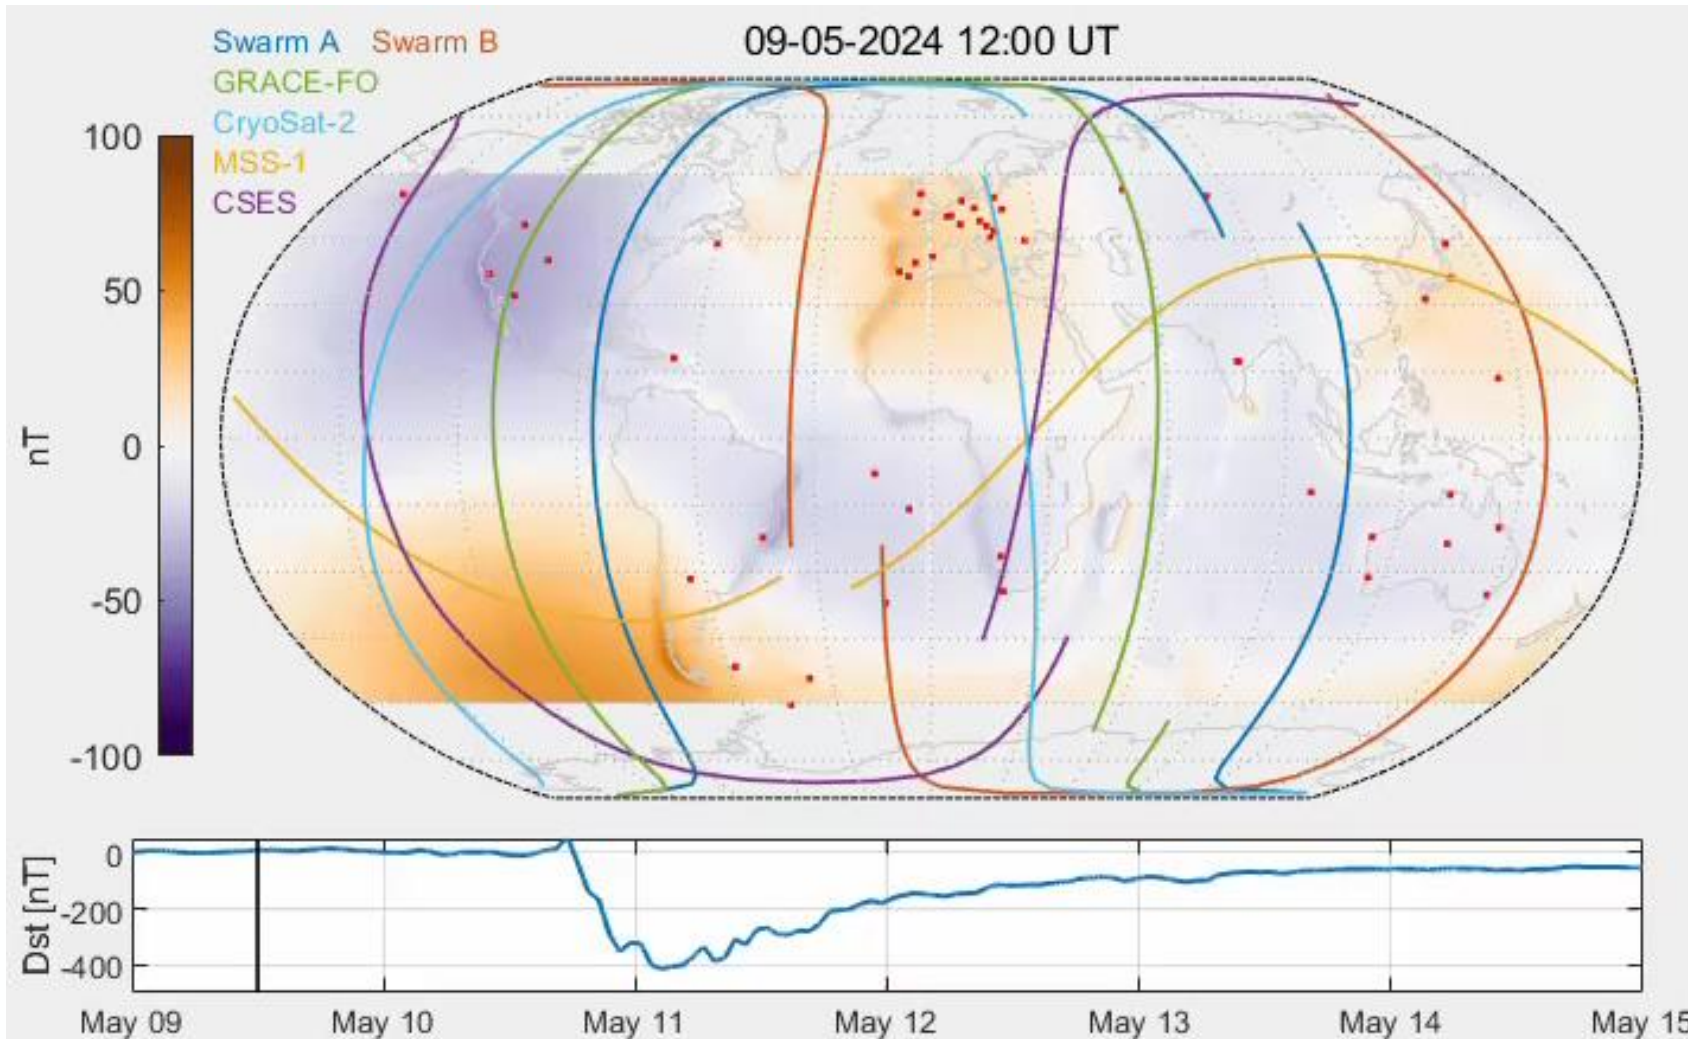 09-05-2024 12:00 UT
Swarm A Swarm B
GRACE-FO
CryoSat-2
MSS-1
CSES
100
50
0
-50
-100
nT
Dst [nT]
0
-200
-400
May 09 May 10 May 11 May 12 May 13 May 14 May 15